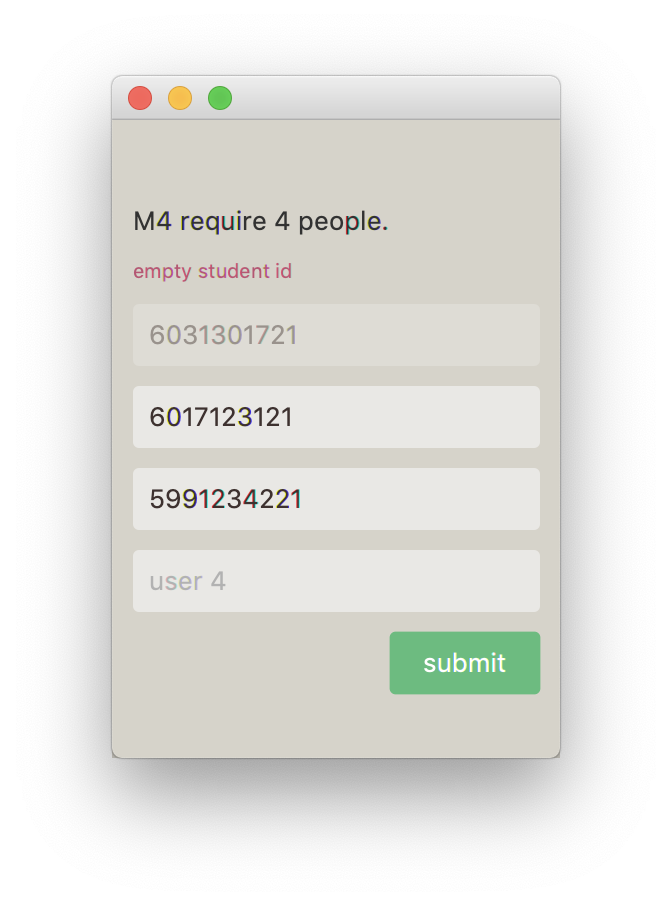 M4 require 4 people.
empty student id
6031301721
6017123121
5991234221
user 4
submit